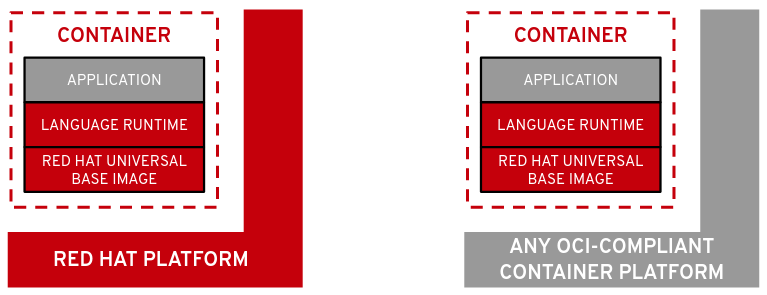 CONTAINER
APPLICATION
LANGUAGE RUNTIME
RED HAT UNIVERSAL
BASE IMAGE
RED HAT PLATFORM
CONTAINER
APPLICATION
LANGUAGE RUNTIME
RED HAT UNIVERSAL
BASE IMAGE
ANY OCI-COMPLIANT
CONTAINER PLATFORM